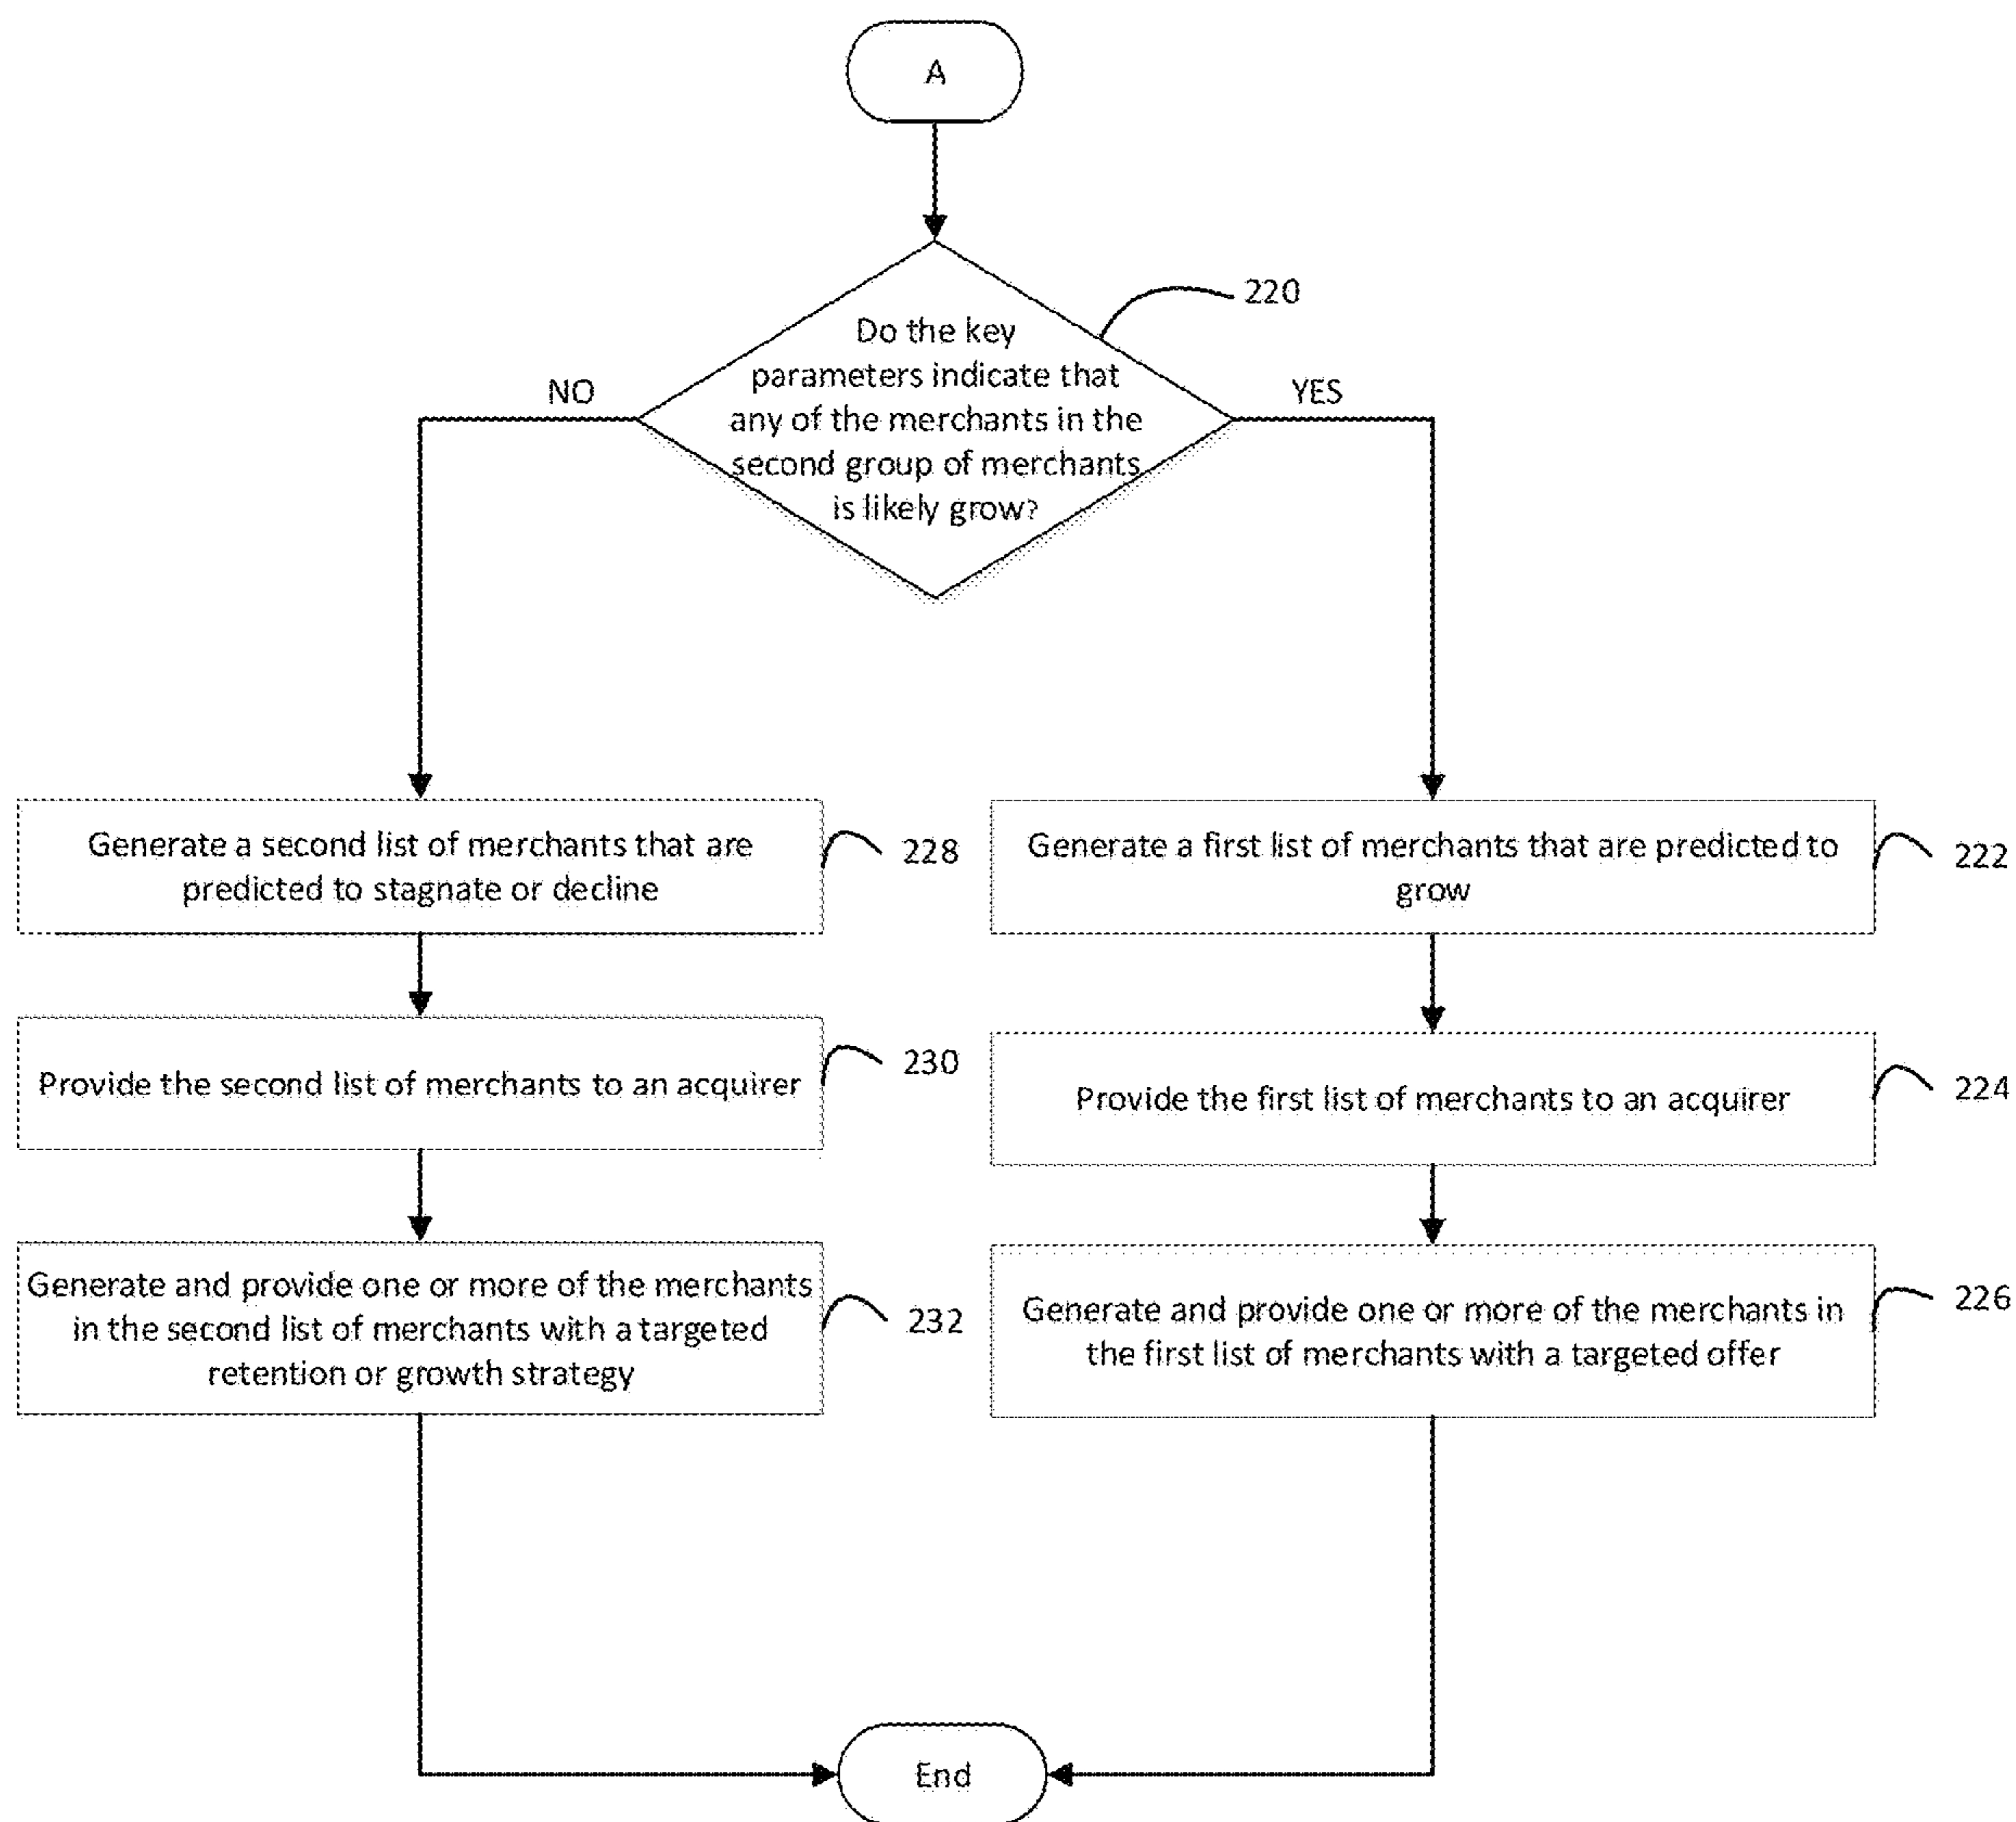 A
220
Do the key
parameters indicate that
any of the merchants in the
second group of merchants
is likely grow?
NO
YES
Generate a second list of merchants that are
predicted to stagnate or decline
228
Generate a first list of merchants that are predicted to
grow
222
Provide the second list of merchants to an acquirer
230
Provide the first list of merchants to an acquirer
224
Generate and provide one or more of the merchants
in the second list of merchants with a targeted
retention or growth strategy
232
Generate and provide one or more of the merchants in
the first list of merchants with a targeted offer
226
End